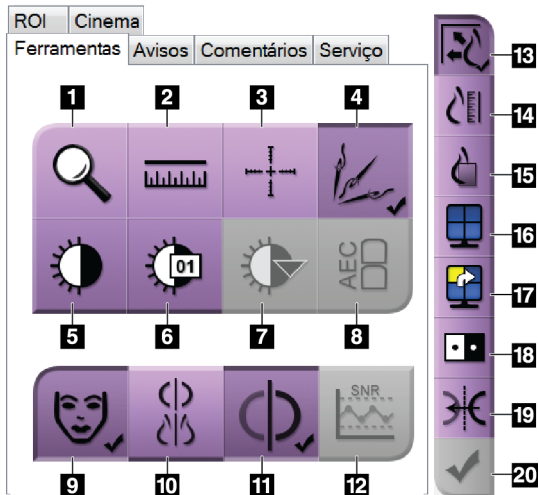 ROI Cinema
Ferramentas Avisos Comentários Serviço
1 2 3 4
01
AEC
5 6 7 8
SNR
9 10 11 12
13
14
15
16
17
18
19
20